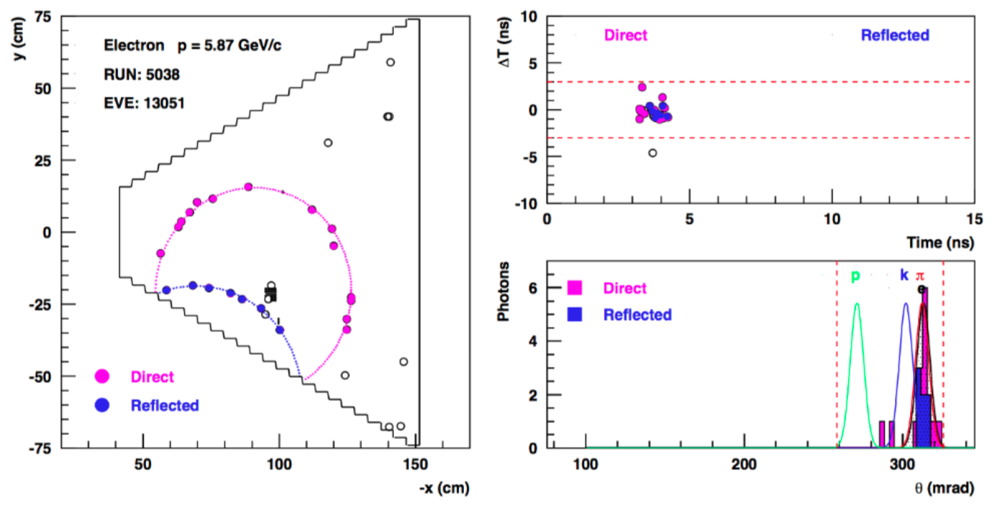 y (cm)
75
50
25
0
-25
-50
-75
Electron p = 5.87 GeV/c
RUN: 5038
EVE: 13051
Direct
Reflected
50
100
150
-x (cm)
ΔT (ns)
10
5
0
-5
-10
Direct
Reflected
0
5
10
15
Time (ns)
Photons
6
4
2
0
Direct
Reflected
p
k π
e
100
200
300
θ (mrad)